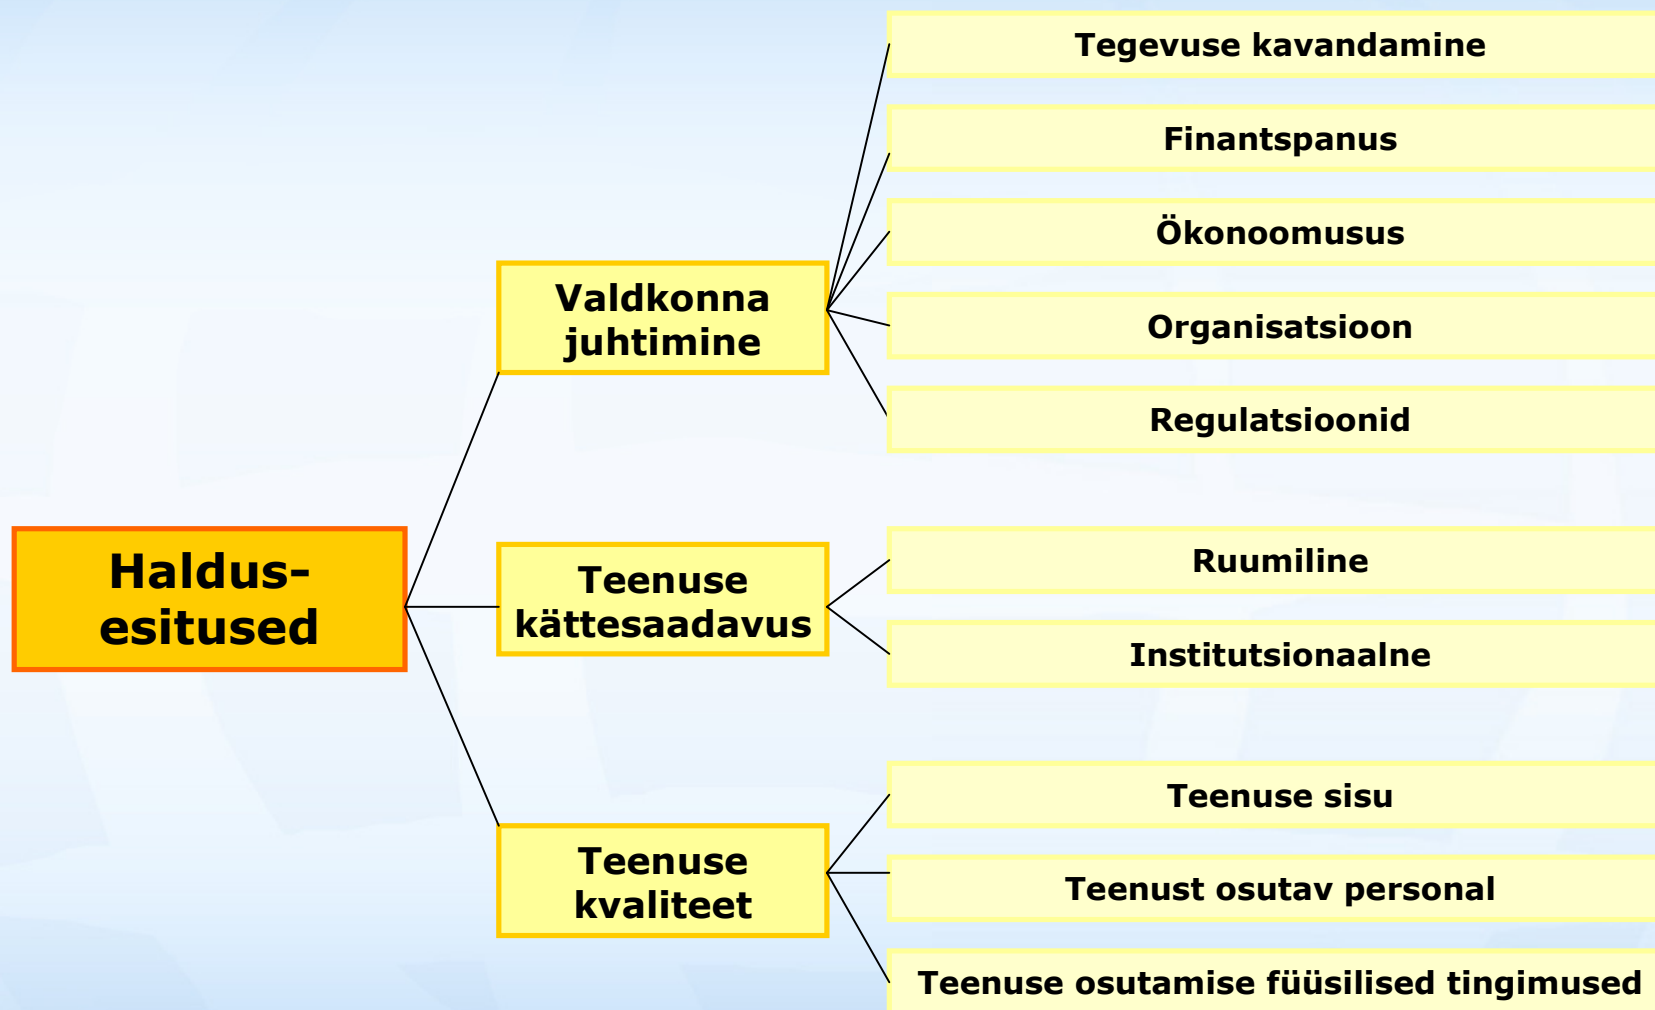 Haldus-
esitused
Valdkonna
juhtimine
Tegevuse kavandamine
Finantspanus
Ökonoomusus
Organisatsioon
Regulatsioonid
Teenuse
kättesaadavus
Ruumiline
Institutsionaalne
Teenuse
kvaliteet
Teenuse sisu
Teenust osutav personal
Teenuse osutamise füüsilised tingimused